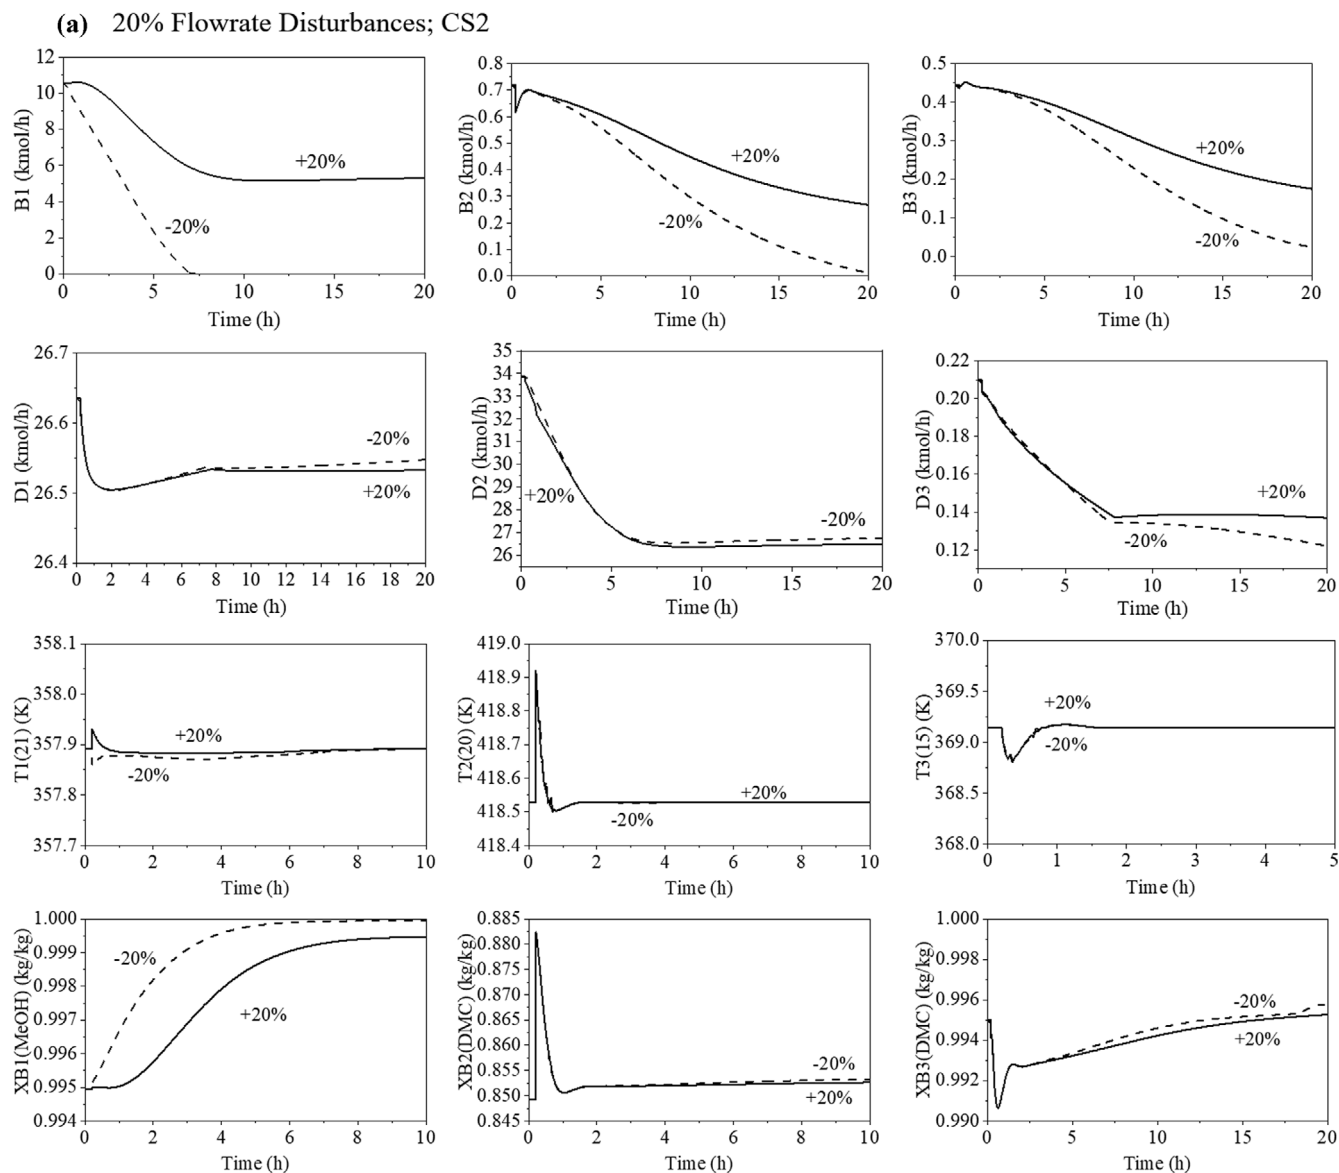 (a) 20% Flowrate Disturbances; CS2
12
10
8
6
4
2
0
B1 (kmol/h)
+20%
-20%
0 5 10 15 20
Time (h)
0.8
0.7
0.6
0.5
0.4
0.3
0.2
0.1
0.0
B2 (kmol/h)
+20%
-20%
0 5 10 15 20
Time (h)
0.5
0.4
0.3
0.2
0.1
0.0
B3 (kmol/h)
+20%
-20%
0 5 10 15 20
Time (h)
26.7
26.6
26.5
26.4
D1 (kmol/h)
-20%
+20%
0 2 4 6 8 10 12 14 16 18 20
Time (h)
35
34
33
32
31
30
29
28
27
26
D2 (kmol/h)
+20%
-20%
0 5 10 15 20
Time (h)
0.22
0.20
0.18
0.16
0.14
0.12
D3 (kmol/h)
+20%
-20%
0 5 10 15 20
Time (h)
358.1
358.0
357.9
357.8
357.7
T1(21) (K)
+20%
-20%
0 2 4 6 8 10
Time (h)
419.0
418.9
418.8
418.7
418.6
418.5
418.4
T2(20) (K)
+20%
-20%
0 2 4 6 8 10
Time (h)
370.0
369.5
369.0
368.5
368.0
T3(15) (K)
+20%
-20%
0 1 2 3 4 5
Time (h)
1.000
0.999
0.998
0.997
0.996
0.995
0.994
XB1(MeOH) (kg/kg)
-20%
+20%
0 2 4 6 8 10
Time (h)
0.885
0.880
0.875
0.870
0.865
0.860
0.855
0.850
0.845
XB2(DMC) (kg/kg)
-20%
+20%
0 2 4 6 8 10
Time (h)
1.000
0.998
0.996
0.994
0.992
0.990
XB3(DMC) (kg/kg)
-20%
+20%
0 5 10 15 20
Time (h)